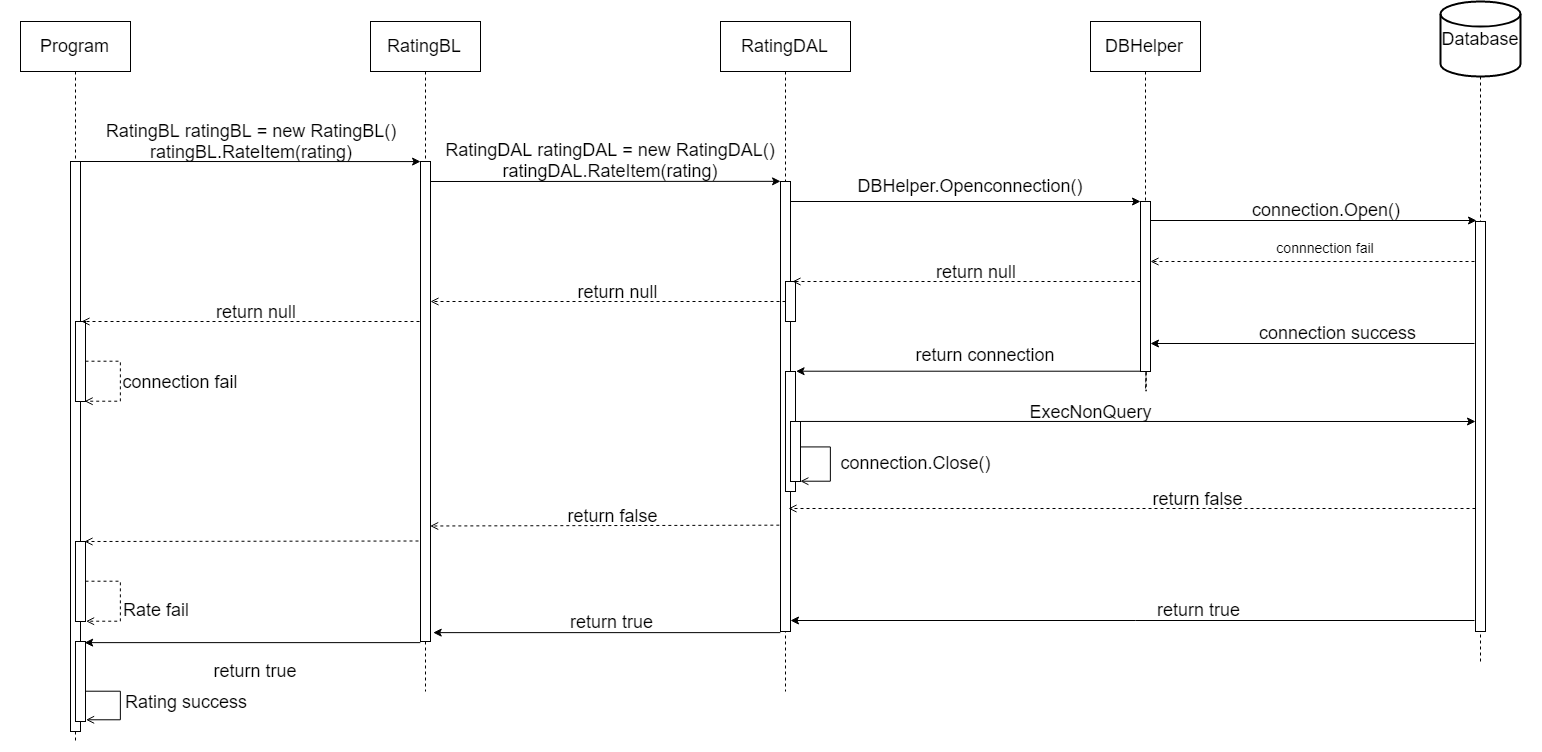 Program
RatingBL
RatingDAL
DBHelper
Database
RatingBL ratingBL = new RatingBL()
ratingBL.RateItem(rating)
RatingDAL ratingDAL = new RatingDAL()
ratingDAL.RateItem(rating)
DBHelper.Openconnection()
connection.Open()
connnection fail
return null
return null
return null
connection success
return connection
connection fail
ExecNonQuery
connection.Close()
return false
return false
Rate fail
return true
return true
return true
Rating success